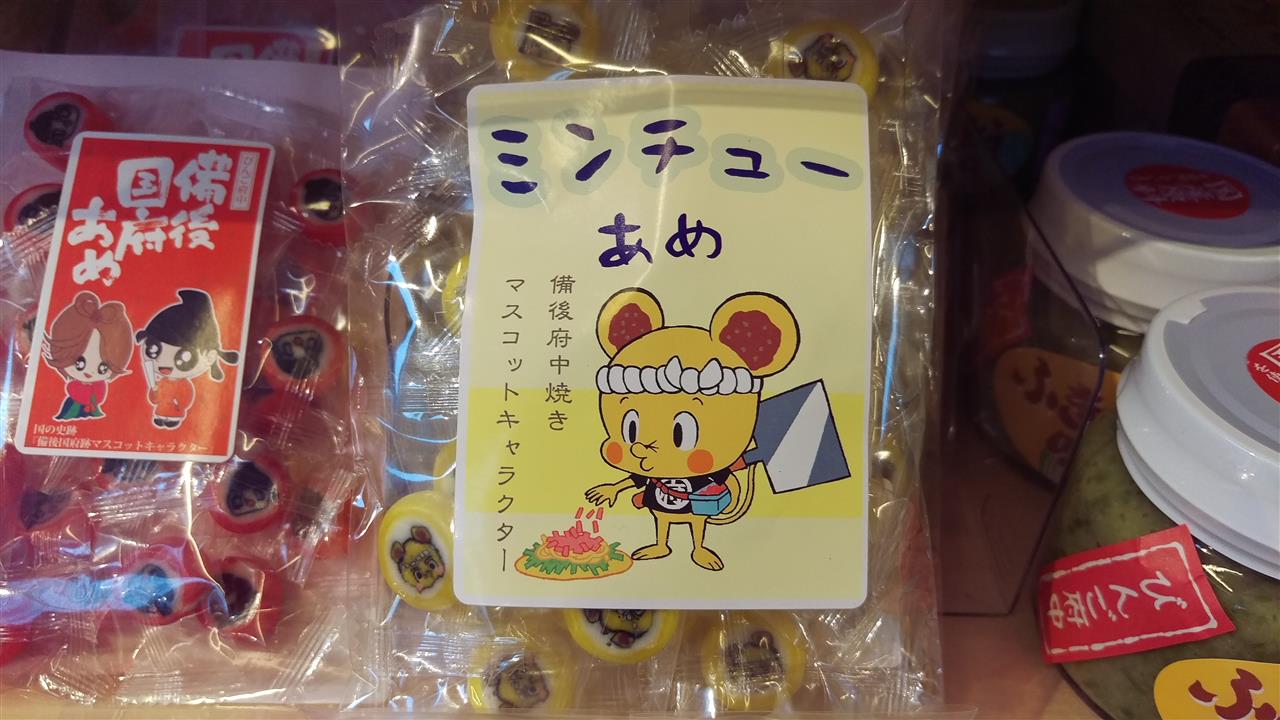 びんご府中
備後
国府
あめ
国の史跡
『備後国府跡マスコットキャラクター
ミンチュー
あめ
備後府中焼き
マスコットキャラクター
びんご府中